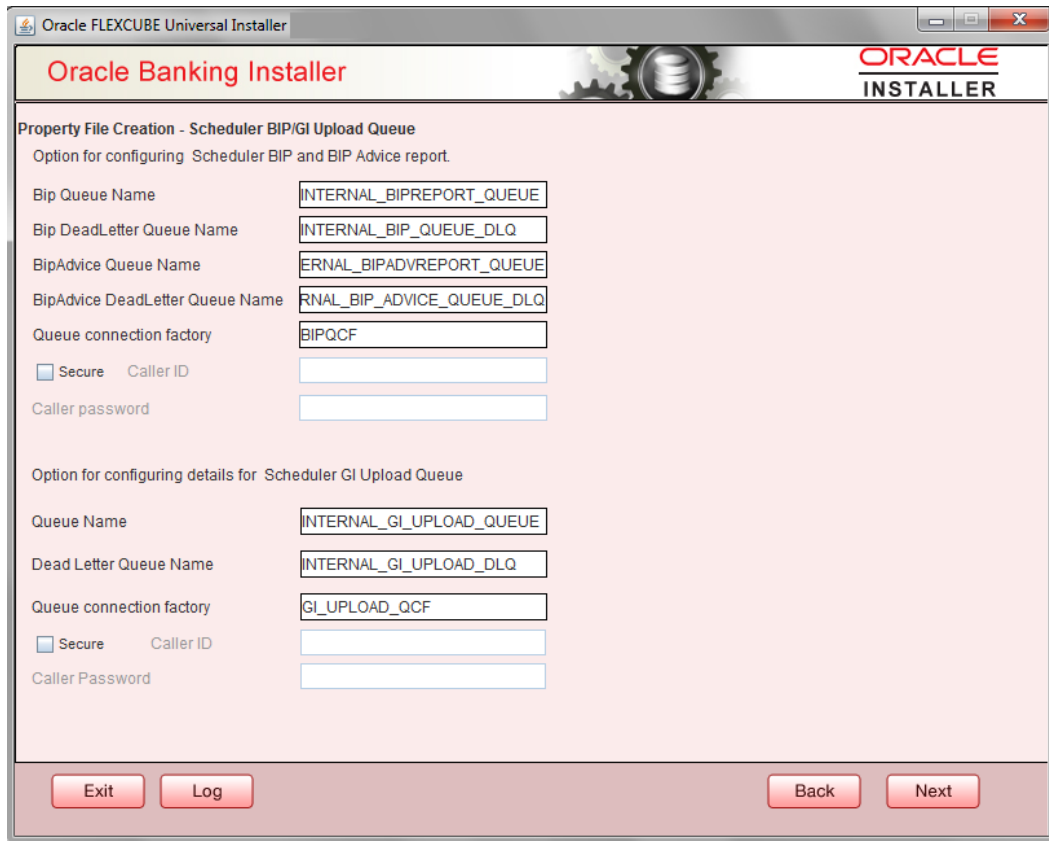 Oracle FLEXCUBE Universal Installer
Oracle Banking Installer
ORACLE
INSTALLER
Property File Creation - Scheduler BIP/GI Upload Queue
Option for configuring Scheduler BIP and BIP Advice report.
Bip Queue Name INTERNAL_BIPREPORT_QUEUE
Bip DeadLetter Queue Name INTERNAL_BIP_QUEUE_DLQ
BipAdvice Queue Name ERNAL_BIPADVREPORT_QUEUE
BipAdvice DeadLetter Queue Name RNAL_BIP_ADVICE_QUEUE_DLQ
Queue connection factory BIPQCF
Secure Caller ID
Caller password
Option for configuring details for Scheduler GI Upload Queue
Queue Name INTERNAL_GI_UPLOAD_QUEUE
Dead Letter Queue Name INTERNAL_GI_UPLOAD_DLQ
Queue connection factory GI_UPLOAD_QCF
Secure Caller ID
Caller Password
Exit Log Back Next